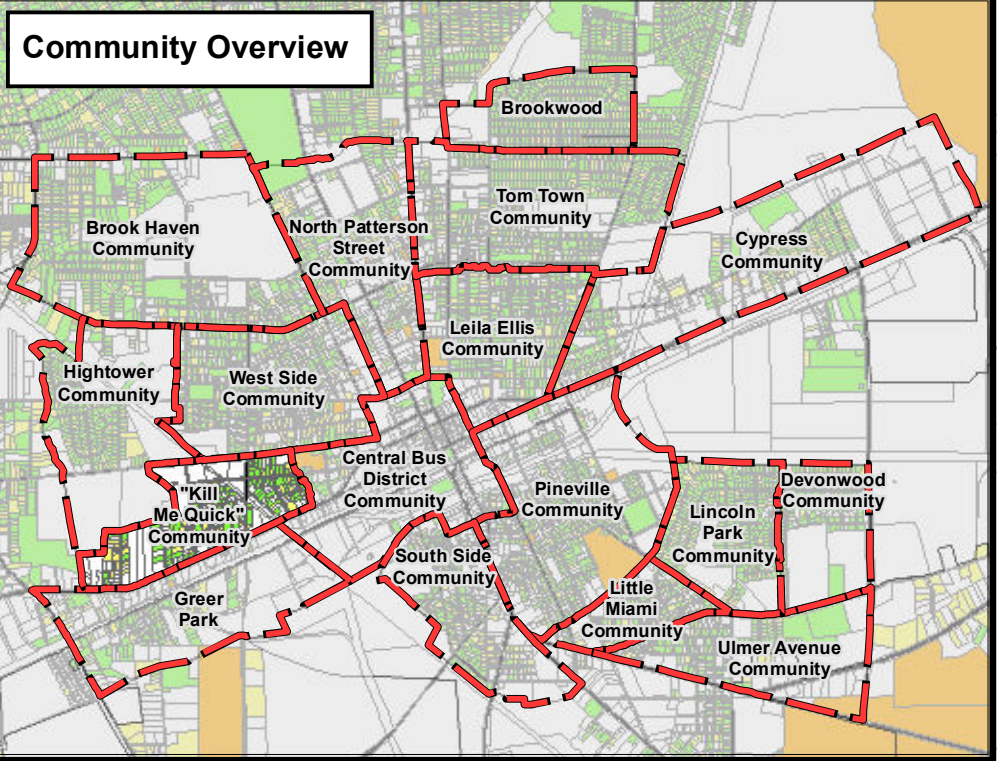 Community Overview
Brookwood
Tom Town
Community
Brook Haven
Community
North Patterson
Street
Community
Cypress
Community
Leila Ellis
Community
Hightower
Community
West Side
Community
Central Bus
District
Community
"Kill
Me Quick"
Community
Pineville
Community
Devonwood
Community
Lincoln
Park
Community
South Side
Community
Greer
Park
Little
Miami
Community
Ulmer Avenue
Community